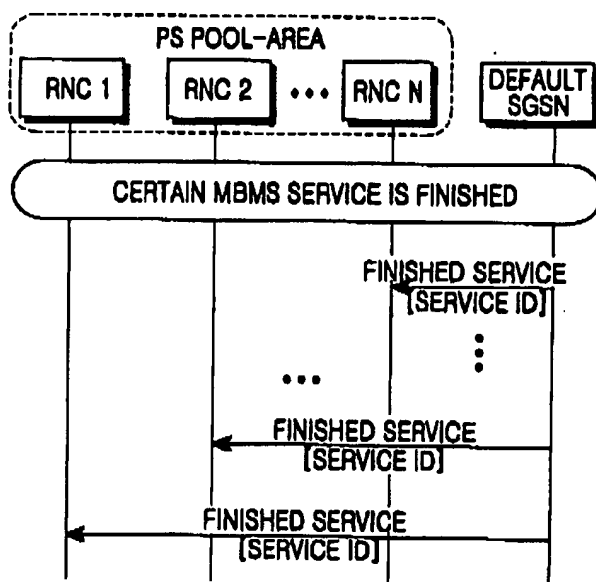 PS POOL-AREA
RNC 1
RNC 2
RNC N
DEFAULT
SGSN
CERTAIN MBMS SERVICE IS FINISHED
FINISHED SERVICE
[SERVICE ID]
FINISHED SERVICE
[SERVICE ID]
FINISHED SERVICE
[SERVICE ID]